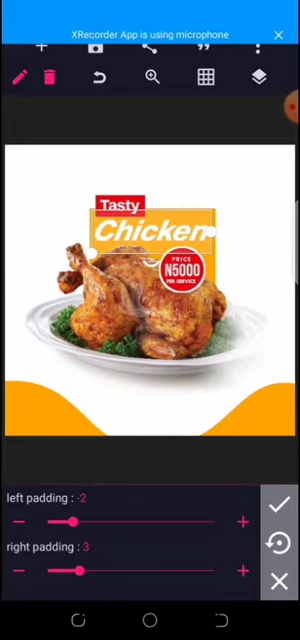 XRecorder App is using microphone
Tasty
Chicken
PRICE
N5000
PER SERVICE
left padding : -2
right padding : 3